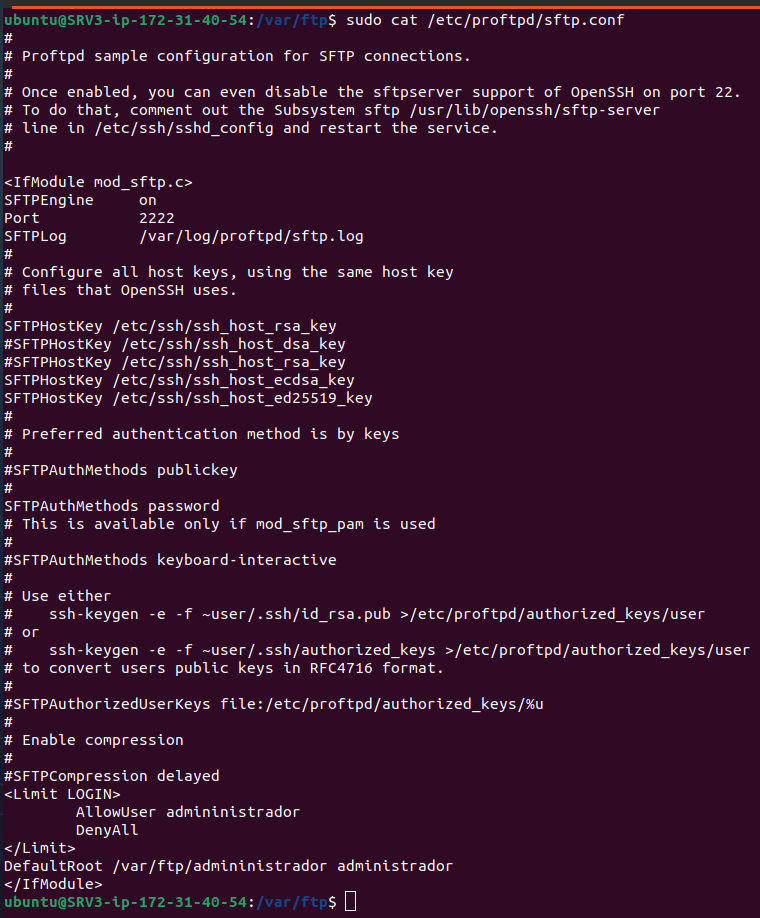 ubuntu@SRV3-ip-172-31-40-54:/var/ftp$ sudo cat /etc/proftpd/sftp.conf
#
# Proftpd sample configuration for SFTP connections.
#
# Once enabled, you can even disable the sftpserver support of OpenSSH on port 22.
# To do that, comment out the Subsystem sftp /usr/lib/openssh/sftp-server
# line in /etc/ssh/sshd_config and restart the service.
#

<IfModule mod_sftp.c>
SFTPEngine     on
Port           2222
SFTPLog        /var/log/proftpd/sftp.log
#
# Configure all host keys, using the same host key
# files that OpenSSH uses.
#
SFTPHostKey /etc/ssh/ssh_host_rsa_key
#SFTPHostKey /etc/ssh/ssh_host_dsa_key
#SFTPHostKey /etc/ssh/ssh_host_rsa_key
SFTPHostKey /etc/ssh/ssh_host_ecdsa_key
SFTPHostKey /etc/ssh/ssh_host_ed25519_key
#
# Preferred authentication method is by keys
#
#SFTPAuthMethods publickey
#
SFTPAuthMethods password
# This is available only if mod_sftp_pam is used
#
#SFTPAuthMethods keyboard-interactive
#
# Use either
#    ssh-keygen -e -f ~user/.ssh/id_rsa.pub >/etc/proftpd/authorized_keys/user
# or
#    ssh-keygen -e -f ~user/.ssh/authorized_keys >/etc/proftpd/authorized_keys/user
# to convert users public keys in RFC4716 format.
#
#SFTPAuthorizedUserKeys file:/etc/proftpd/authorized_keys/%u
#
# Enable compression
#
#SFTPCompression delayed
<Limit LOGIN>
        AllowUser admininistrador
        DenyAll
</Limit>
DefaultRoot /var/ftp/admininistrador administrador
</IfModule>
ubuntu@SRV3-ip-172-31-40-54:/var/ftp$